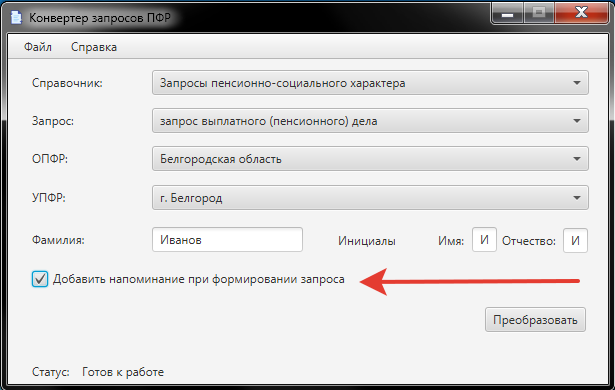 Конвертер запросов ПФР
Файл Справка
Справочник: Запросы пенсионно-социального характера
Запрос: запрос выплатного (пенсионного) дела
ОПФР: Белгородская область
УПФР: г. Белгород
Фамилия: Иванов Инициалы Имя: И Отчество: И
Добавить напоминание при формировании запроса
Преобразовать
Статус: Готов к работе